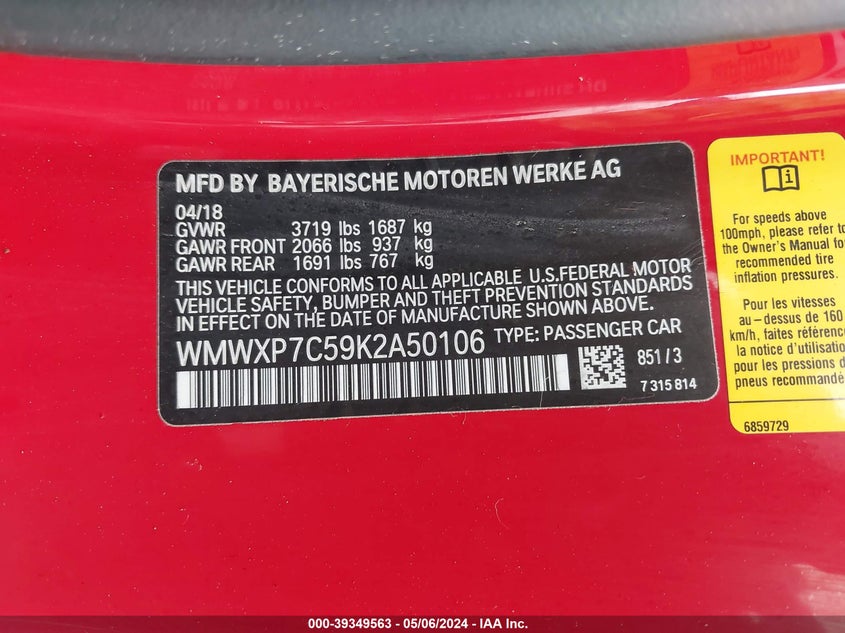 MFD BY BAYERISCHE MOTOREN WERKE AG
04/18
GVWR 3719 lbs 1687 kg
GAWR FRONT 2066 lbs 937 kg
GAWR REAR 1691 lbs 767 kg
THIS VEHICLE CONFORMS TO ALL APPLICABLE U.S.FEDERAL MOTOR
VEHICLE SAFETY, BUMPER AND THEFT PREVENTION STANDARDS
IN EFFECT ON THE DATE OF MANUFACTURE SHOWN ABOVE.
WMWXP7C59K2A50106 TYPE: PASSENGER CAR
851/3
7 315 814
IMPORTANT!
For speeds above
100mph, please refer to
the Owner's Manual for
recommended tire
inflation pressures.
Pour les vitesses
au-dessus de 160
km/h, faites référence
la notice d'utilisation
pour les pressions de
pneus recommandé
6859729
000-39349563 - 05/06/2024 - IAA Inc.